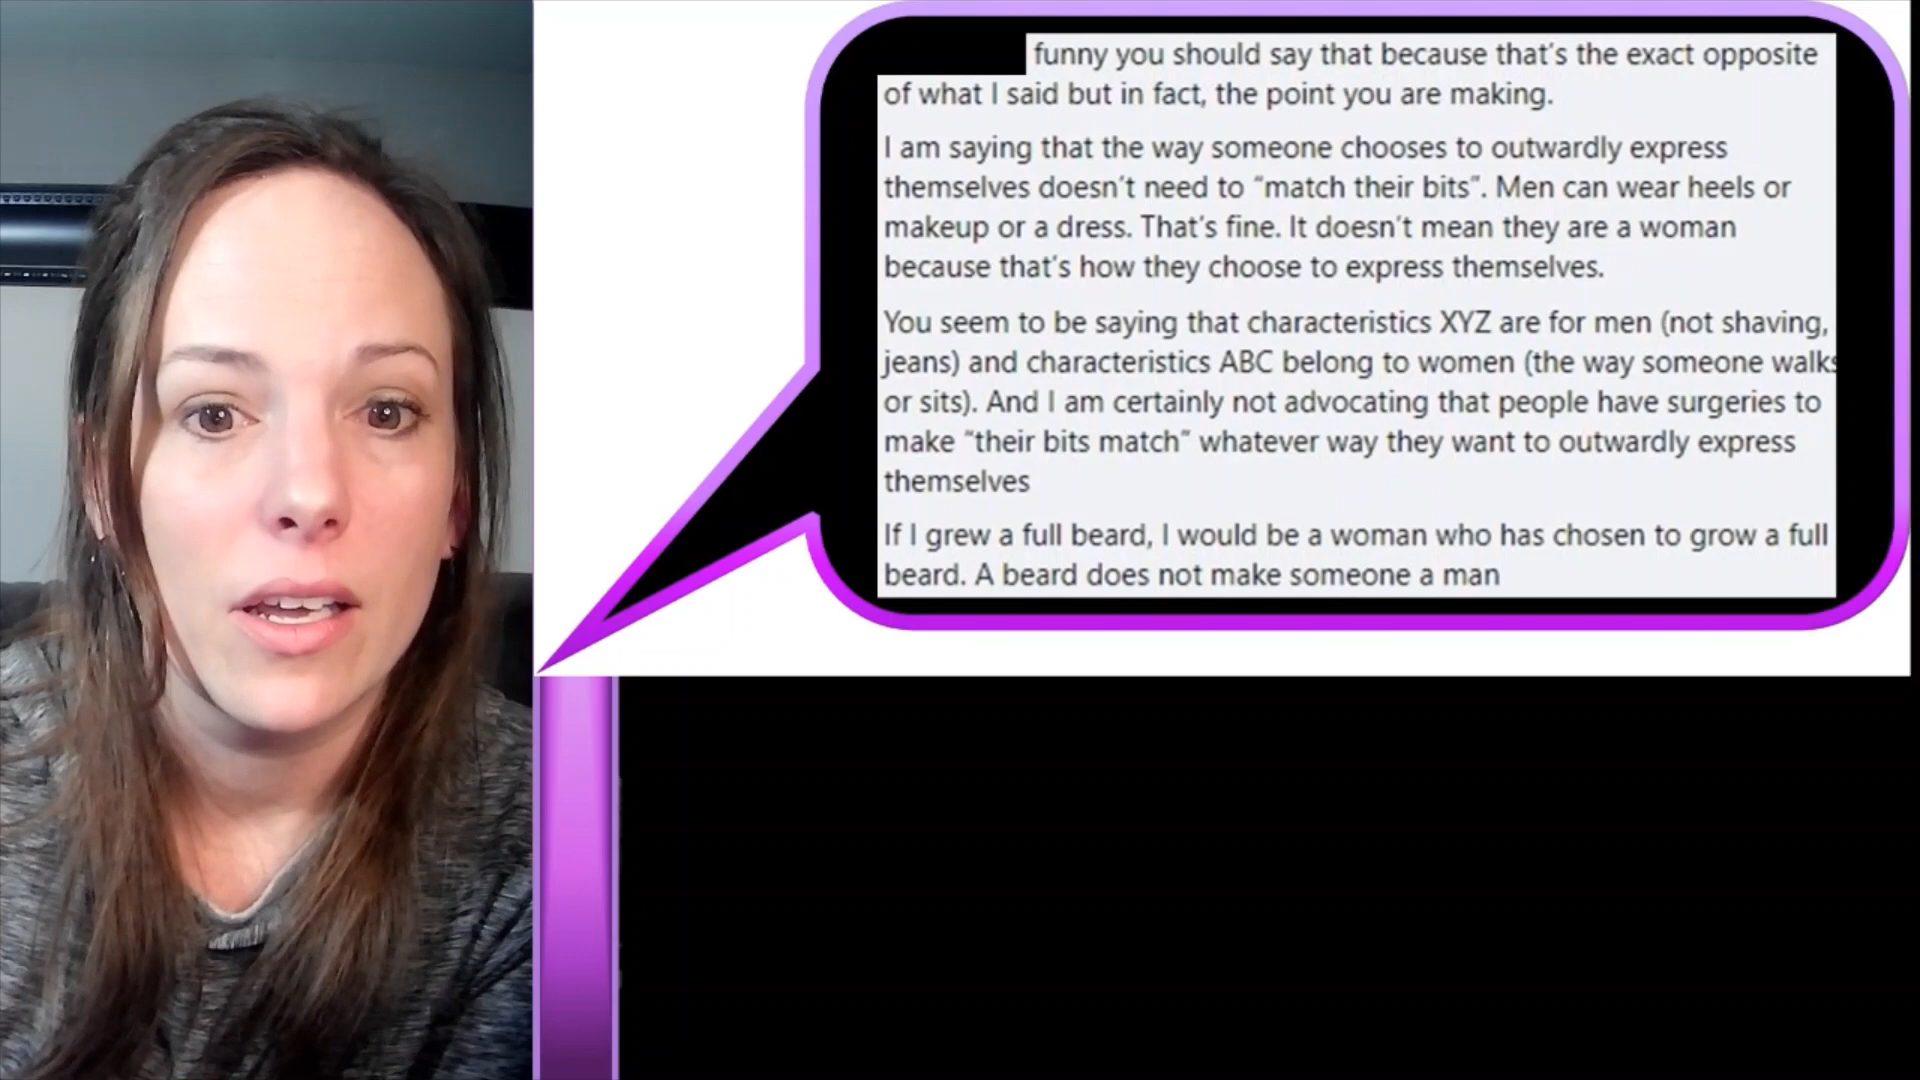 funny you should say that because that's the exact opposite
of what I said but in fact, the point you are making.
I am saying that the way someone chooses to outwardly express
themselves doesn't need to “match their bits”. Men can wear heels or
makeup or a dress. That's fine. It doesn't mean they are a woman
because that's how they choose to express themselves.
You seem to be saying that characteristics XYZ are for men (not shaving,
jeans) and characteristics ABC belong to women (the way someone walks
or sits). And I am certainly not advocating that people have surgeries to
make “their bits match” whatever way they want to outwardly express
themselves
If I grew a full beard, I would be a woman who has chosen to grow a full
beard. A beard does not make someone a man